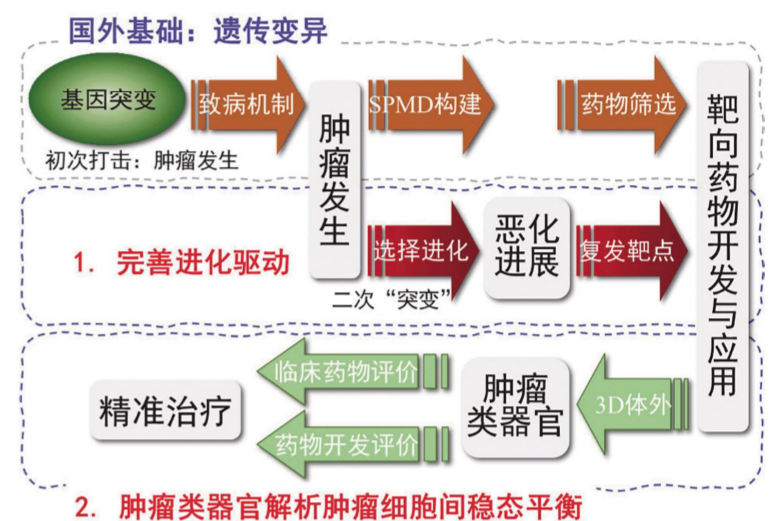 国外基础：遗传变异
基因突变
致病机制
SPMD构建
药物筛选
初次打击：肿瘤发生
肿瘤发生
靶向药物开发与应用
1. 完善进化驱动
选择进化
恶化
进展
复发靶点
二次“突变”
临床药物评价
精准治疗
肿瘤
类器官
3D体外
药物开发评价
2. 肿瘤类器官解析肿瘤细胞间稳态平衡